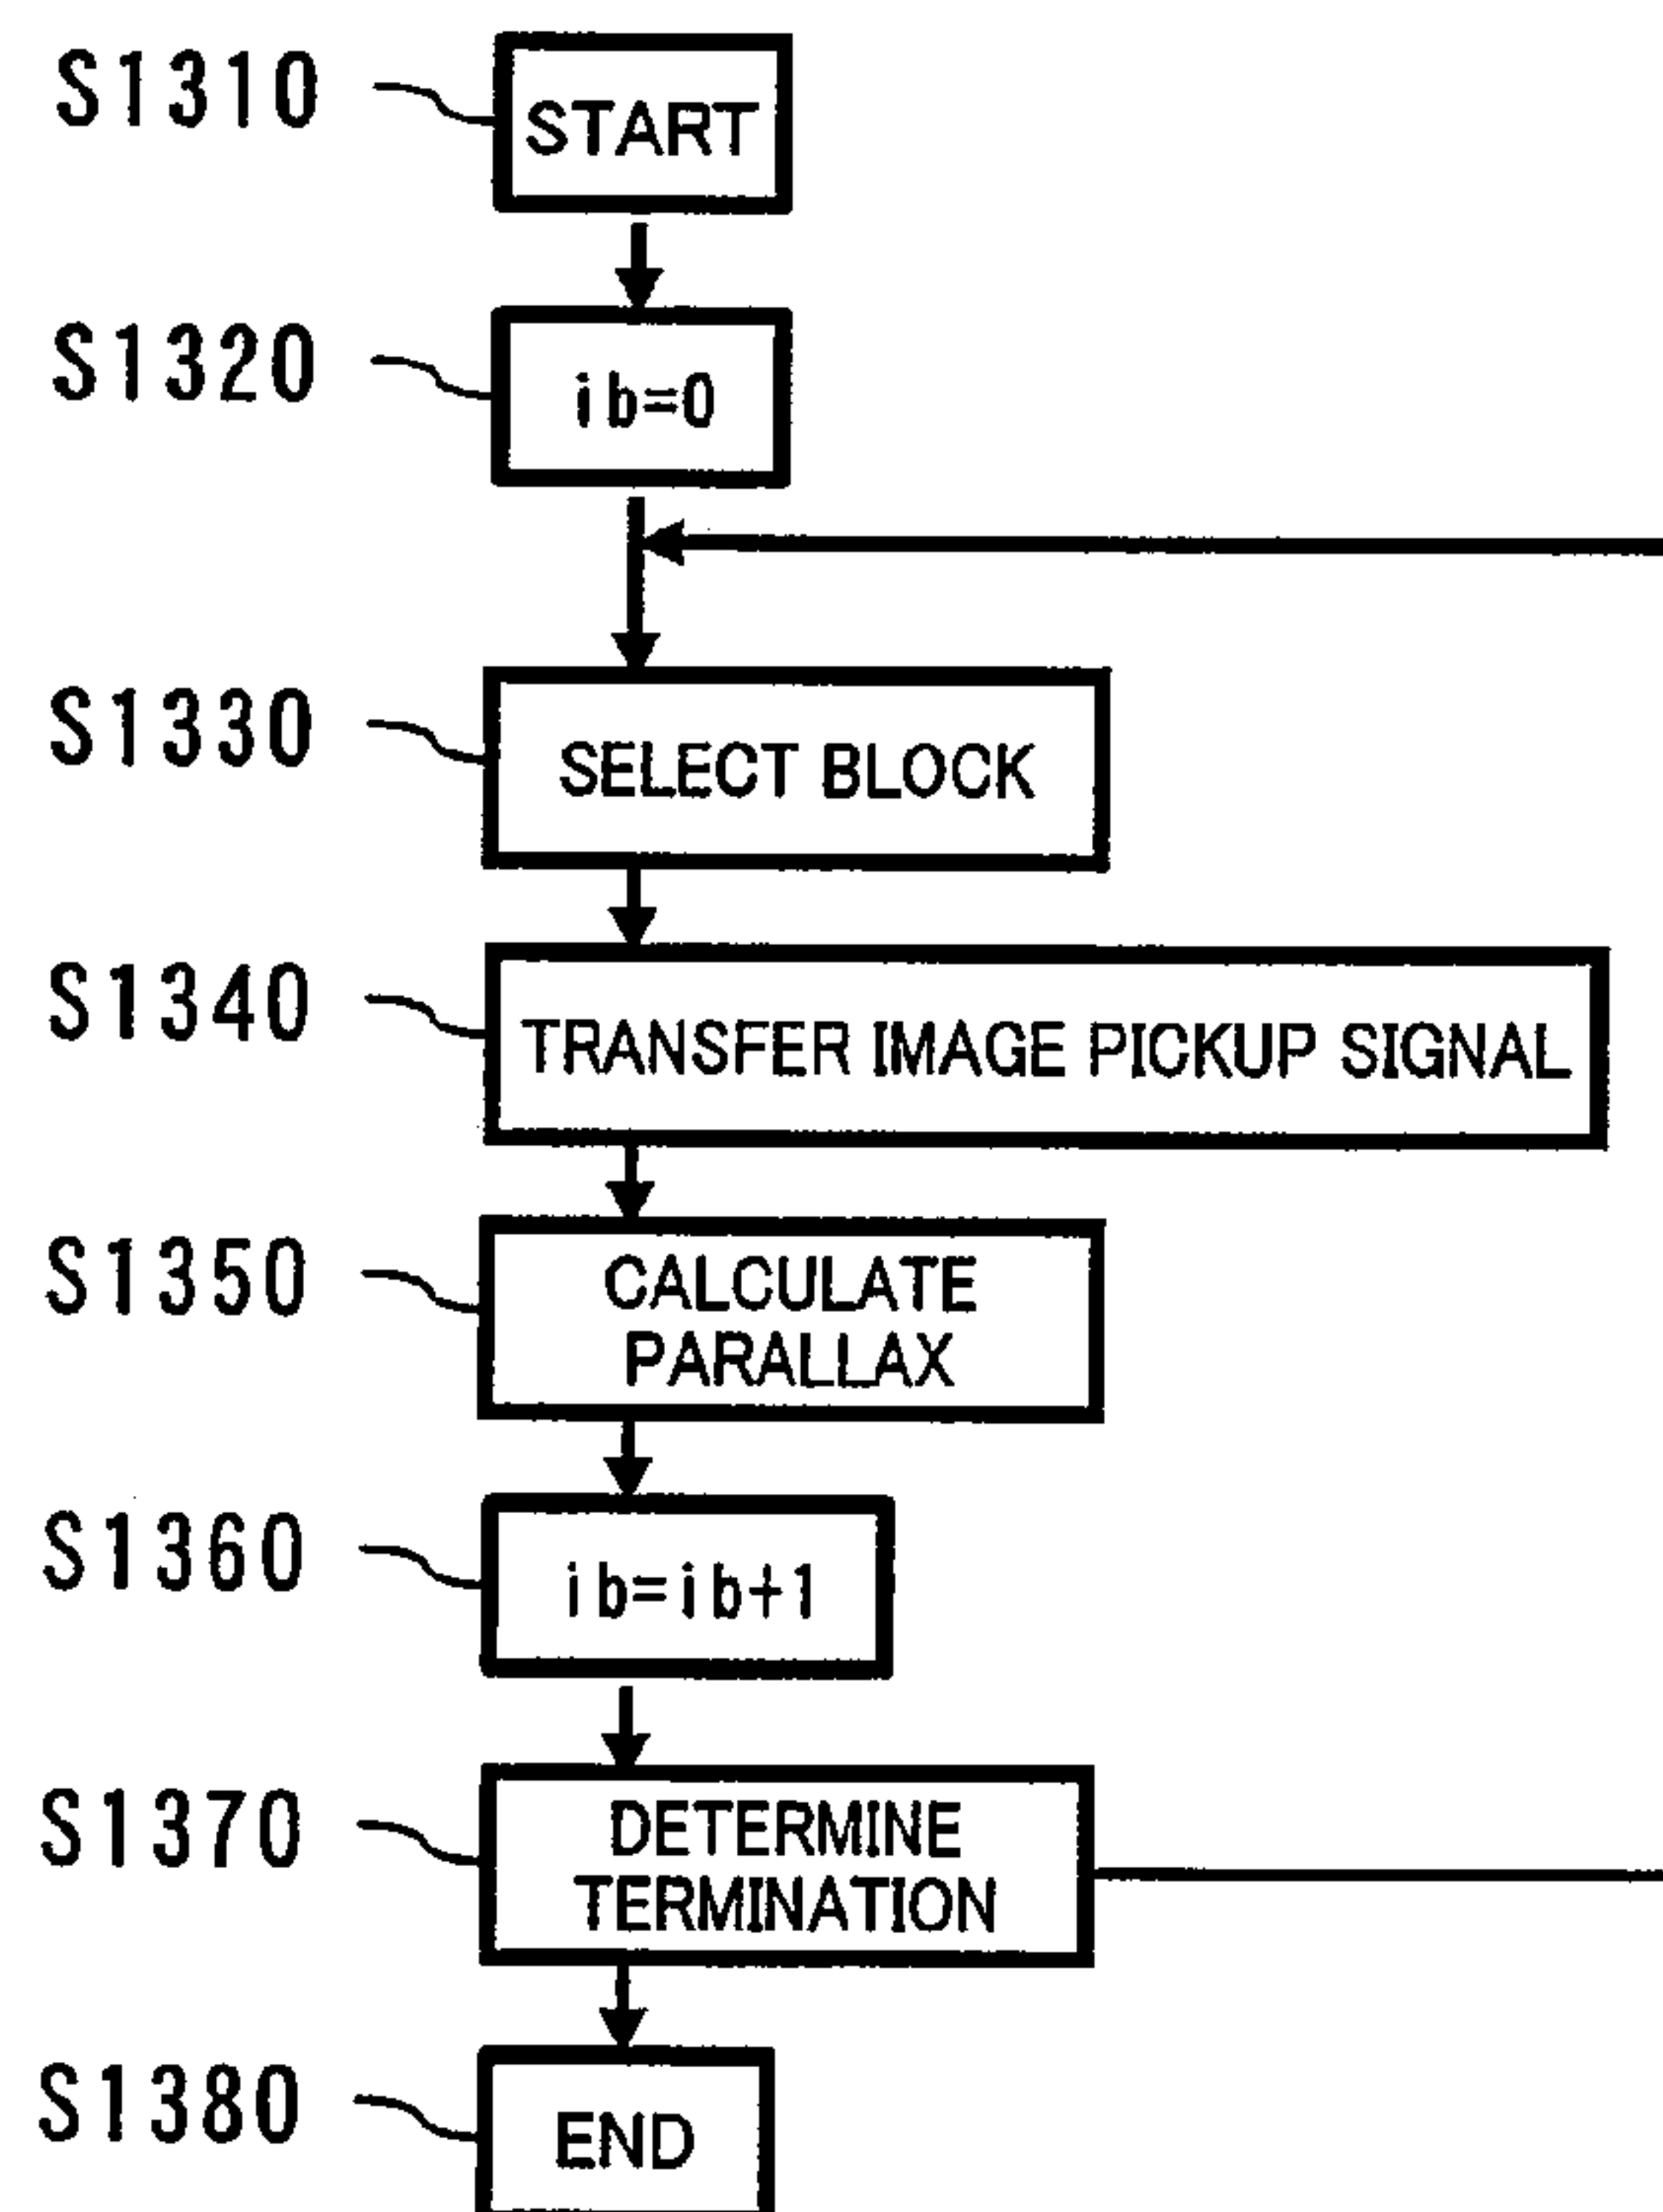 S1310
START
S1320
ib=0
S1330
SELECT BLOCK
S1340
TRANSFER IMAGE PICKUP SIGNAL
S1350
CALCULATE
PARALLAX
S1360
ib=ib+1
S1370
DETERMINE
TERMINATION
S1380
END